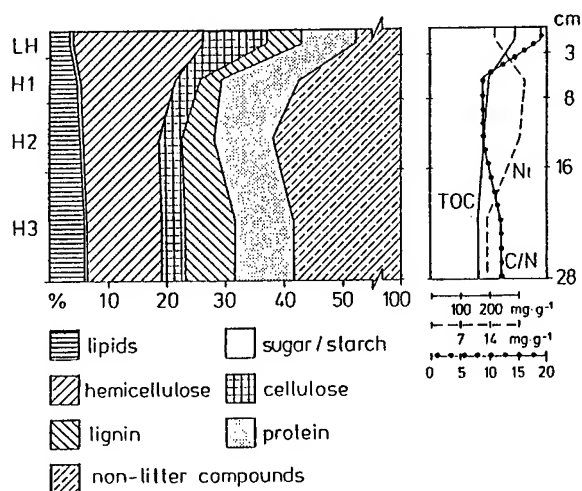 cm
LH
3
H1
8
H2
Nt
16
TOC
H3
C/N
28
% 10 20 30 40 50 100
100 200 mg·g-1
7 14 mg·g-1
0 5 10 15 20
lipids
sugar/starch
hemicellulose
cellulose
lignin
protein
non-litter compounds